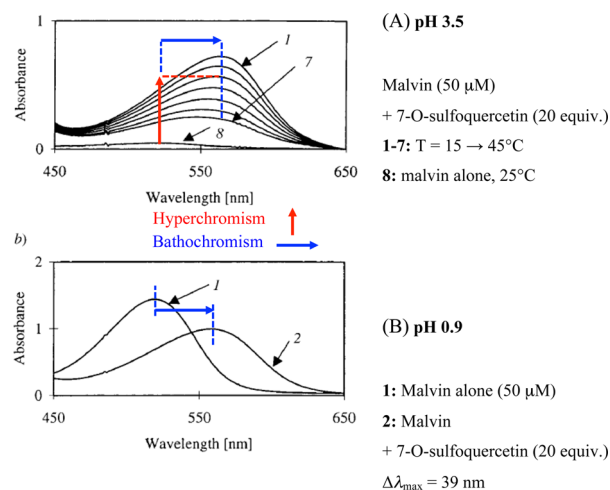 (A) pH 3.5
Malvin (50 μM)
+ 7-O-sulfoquercetin (20 equiv.)
1-7: T = 15 → 45°C
8: malvin alone, 25°C
1
0
Absorbance
1
7
8
450
550
650
Wavelength [nm]
Hyperchromism
Bathochromism
b)
2
1
0
Absorbance
1
2
450
550
650
Wavelength [nm]
(B) pH 0.9
1: Malvin alone (50 μM)
2: Malvin
+ 7-O-sulfoquercetin (20 equiv.)
Δλmax = 39 nm